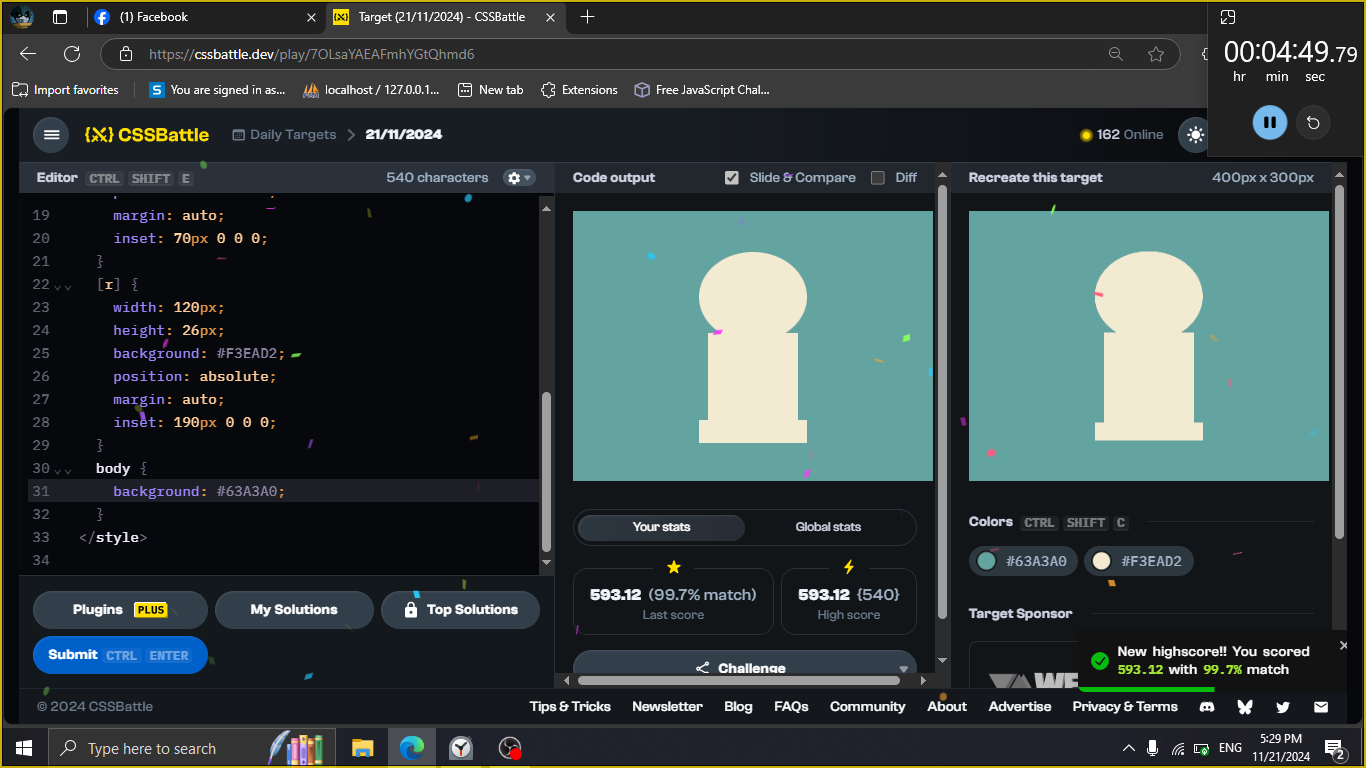 (1) Facebook
Target (21/11/2024) - CSSBattle
https://cssbattle.dev/play/7OLsaYAEAFmhYGtQhmd6
00:04:49.79
hr min sec
Import favorites
S You are signed in as...
localhost / 127.0.0.1...
New tab
Extensions
Free JavaScript Chal...
{X} CSSBattle
Daily Targets > 21/11/2024
162 Online
Editor CTRL SHIFT E
540 characters
19 margin: auto;
20 inset: 70px 0 0 0;
21 }
22 [r] {
23 width: 120px;
24 height: 26px;
25 background: #F3EAD2;
26 position: absolute;
27 margin: auto;
28 inset: 190px 0 0 0;
29 }
30 body {
31 background: #63A3A0;
32 }
33 </style>
34
Plugins PLUS
My Solutions
Top Solutions
Submit CTRL ENTER
Code output
Slide & Compare
Diff
Your stats
Global stats
593.12 (99.7% match)
Last score
593.12 {540}
High score
Challenge
Recreate this target
400px x 300px
Colors CTRL SHIFT C
#63A3A0
#F3EAD2
Target Sponsor
New highscore!! You scored
593.12 with 99.7% match
© 2024 CSSBattle
Tips & Tricks
Newsletter
Blog
FAQs
Community
About
Advertise
Privacy & Terms
Type here to search
ENG
5:29 PM
11/21/2024
2